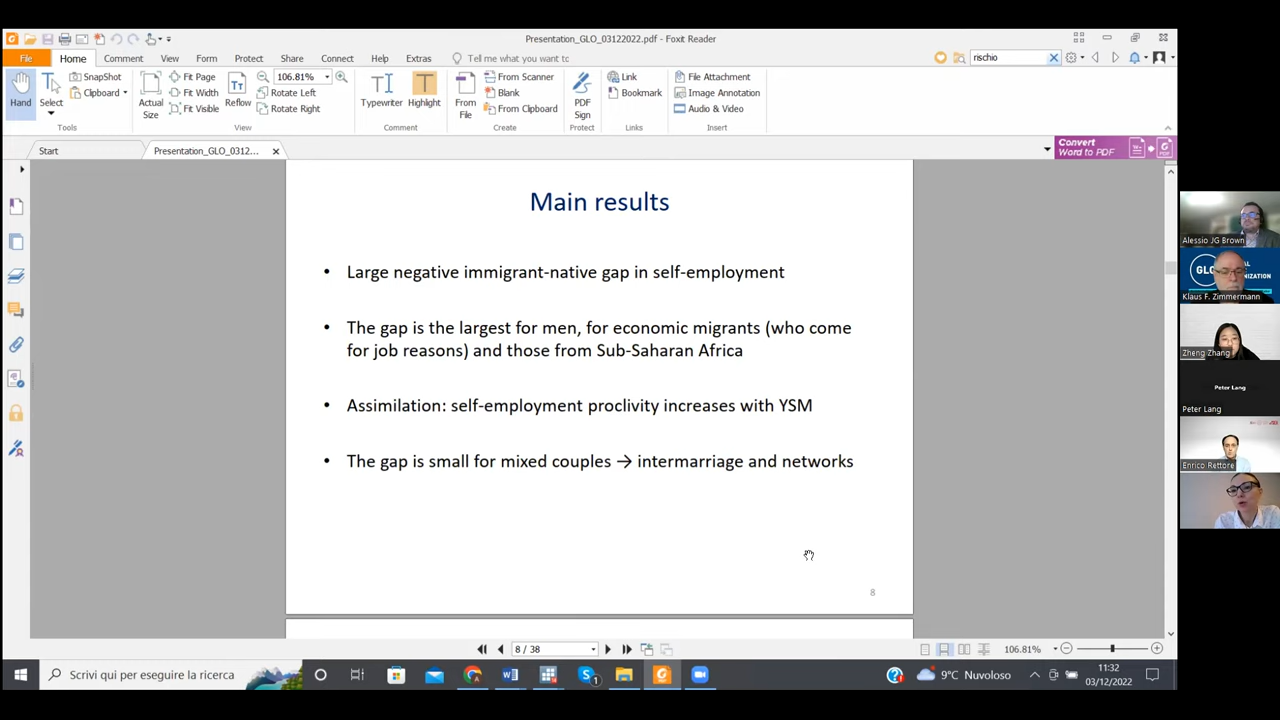 Presentation_GLO_03122022.pdf - Foxit Reader
File
Home
Comment
View
Form
Protect
Share
Connect
Help
Extras
Tell me what you want...
rischio
Hand
Select
SnapShot
Clipboard
Tools
Actual Size
Fit Page
Fit Width
Fit Visible
Reflow
106.81%
Rotate Left
Rotate Right
View
Typewriter
Highlight
Comment
From File
From Scanner
Blank
From Clipboard
Create
PDF Sign
Protect
Link
Bookmark
Links
File Attachment
Image Annotation
Audio & Video
Insert
Start
Presentation_GLO_0312...
Convert
Word to PDF
Main results
• Large negative immigrant-native gap in self-employment
• The gap is the largest for men, for economic migrants (who come
for job reasons) and those from Sub-Saharan Africa
• Assimilation: self-employment proclivity increases with YSM
• The gap is small for mixed couples → intermarriage and networks
8
Alessio JG Brown
Klaus F. Zimmermann
Zheng Zhang
Peter Lang
Peter Lang
Enrico Rettore
8 / 38
106.81%
Scrivi qui per eseguire la ricerca
9°C Nuvoloso
11:32
03/12/2022